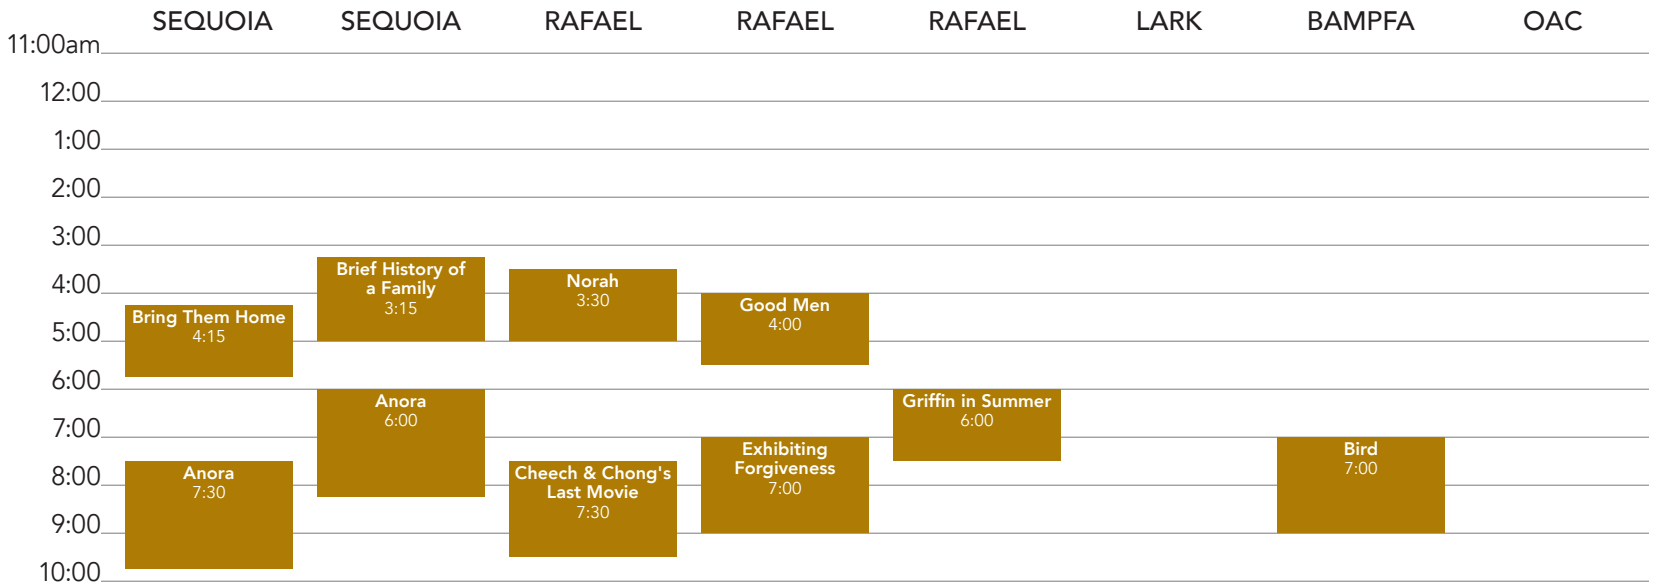 SEQUOIA SEQUOIA RAFAEL RAFAEL RAFAEL LARK BAMPFA OAC
11:00am
12:00
1:00
2:00
3:00
4:00
5:00
6:00
7:00
8:00
9:00
10:00
Bring Them Home
4:15
Anora
7:30
Brief History of
a Family
3:15
Anora
6:00
Norah
3:30
Cheech & Chong's
Last Movie
7:30
Good Men
4:00
Exhibiting
Forgiveness
7:00
Griffin in Summer
6:00
Bird
7:00